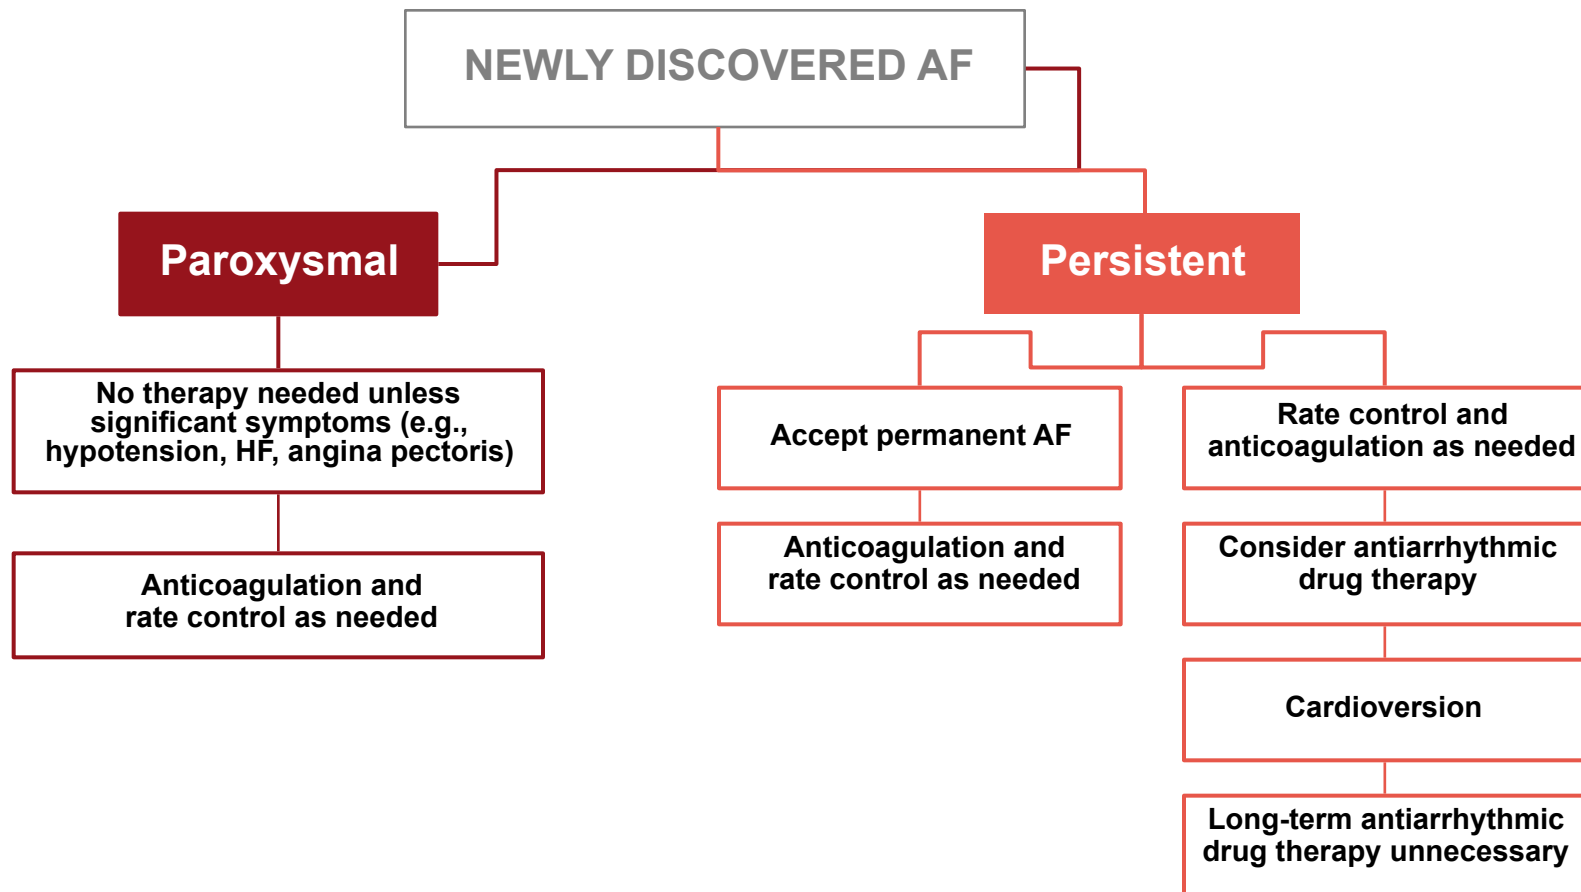 NEWLY DISCOVERED AF
Paroxysmal
No therapy needed unless
significant symptoms (e.g.,
hypotension, HF, angina pectoris)
Anticoagulation and
rate control as needed
Persistent
Accept permanent AF
Anticoagulation and
rate control as needed
Rate control and
anticoagulation as needed
Consider antiarrhythmic
drug therapy
Cardioversion
Long-term antiarrhythmic
drug therapy unnecessary